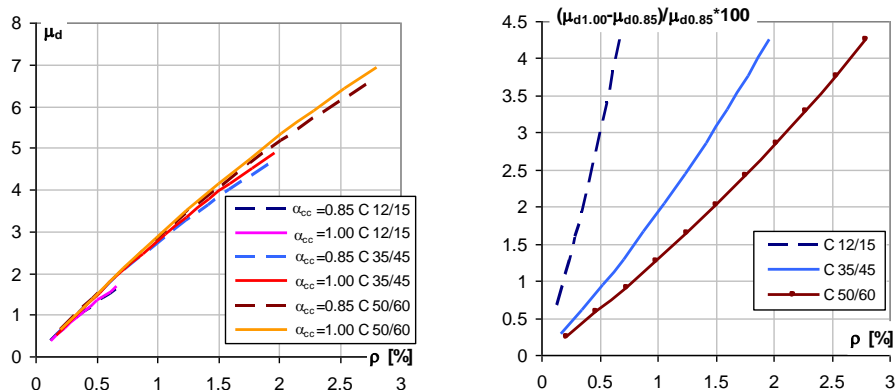 μd
8
7
6
5
4
3
2
1
0
0 0.5 1 1.5 2 2.5 3
ρ [%]
αcc =0.85 C 12/15
αcc =1.00 C 12/15
αcc =0.85 C 35/45
αcc =1.00 C 35/45
αcc =0.85 C 50/60
αcc =1.00 C 50/60
(μd1.00-μd0.85)/μd0.85*100
4.5
4
3.5
3
2.5
2
1.5
1
0.5
0
0 0.5 1 1.5 2 2.5 3
ρ [%]
C 12/15
C 35/45
C 50/60